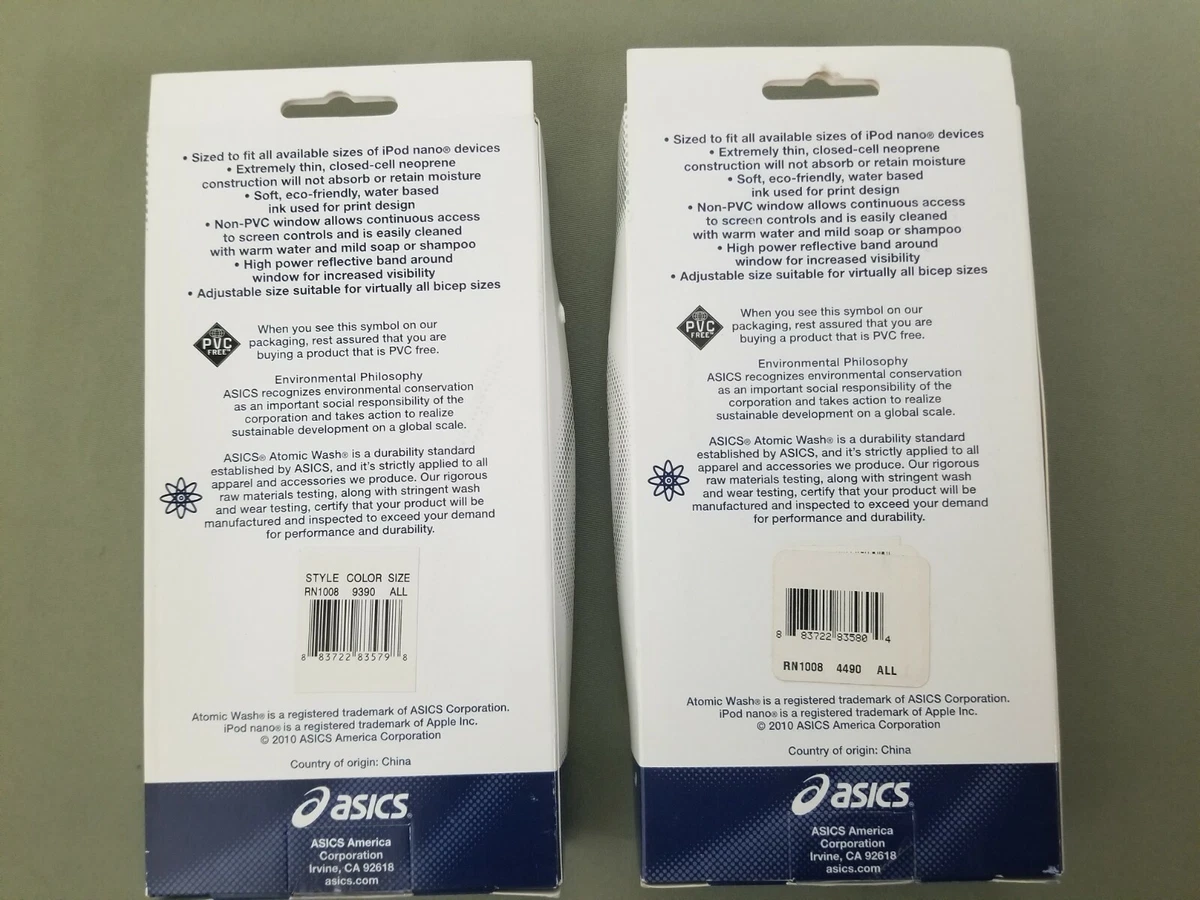 • Sized to fit all available sizes of iPod nano® devices
• Extremely thin, closed-cell neoprene
construction will not absorb or retain moisture
• Soft, eco-friendly, water based
ink used for print design
• Non-PVC window allows continuous access
to screen controls and is easily cleaned
with warm water and mild soap or shampoo
• High power reflective band around
window for increased visibility
• Adjustable size suitable for virtually all bicep sizes
PVC
FREE™
When you see this symbol on our
packaging, rest assured that you are
buying a product that is PVC free.
Environmental Philosophy
ASICS recognizes environmental conservation
as an important social responsibility of the
corporation and takes action to realize
sustainable development on a global scale.
ASICS® Atomic Wash® is a durability standard
established by ASICS, and it's strictly applied to all
apparel and accessories we produce. Our rigorous
raw materials testing, along with stringent wash
and wear testing, certify that your product will be
manufactured and inspected to exceed your demand
for performance and durability.
STYLE COLOR SIZE
RN1008 9390 ALL
8 83722 83579 8
Atomic Wash® is a registered trademark of ASICS Corporation.
iPod nano® is a registered trademark of Apple Inc.
© 2010 ASICS America Corporation
Country of origin: China
asics
ASICS America
Corporation
Irvine, CA 92618
asics.com
• Sized to fit all available sizes of iPod nano® devices
• Extremely thin, closed-cell neoprene
construction will not absorb or retain moisture
• Soft, eco-friendly, water based
ink used for print design
• Non-PVC window allows continuous access
to screen controls and is easily cleaned
with warm water and mild soap or shampoo
• High power reflective band around
window for increased visibility
• Adjustable size suitable for virtually all bicep sizes
PVC
FREE™
When you see this symbol on our
packaging, rest assured that you are
buying a product that is PVC free.
Environmental Philosophy
ASICS recognizes environmental conservation
as an important social responsibility of the
corporation and takes action to realize
sustainable development on a global scale.
ASICS® Atomic Wash® is a durability standard
established by ASICS, and it's strictly applied to all
apparel and accessories we produce. Our rigorous
raw materials testing, along with stringent wash
and wear testing, certify that your product will be
manufactured and inspected to exceed your demand
for performance and durability.
8 83722 83580 4
RN1008 4490 ALL
Atomic Wash® is a registered trademark of ASICS Corporation.
iPod nano® is a registered trademark of Apple Inc.
© 2010 ASICS America Corporation
Country of origin: China
asics
ASICS America
Corporation
Irvine, CA 92618
asics.com